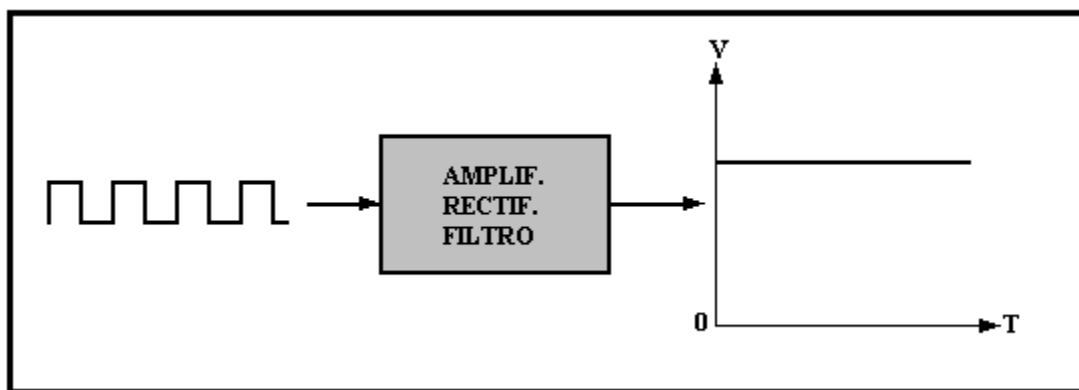 V
AMPLIF.
RECTIF.
FILTRO
0
T